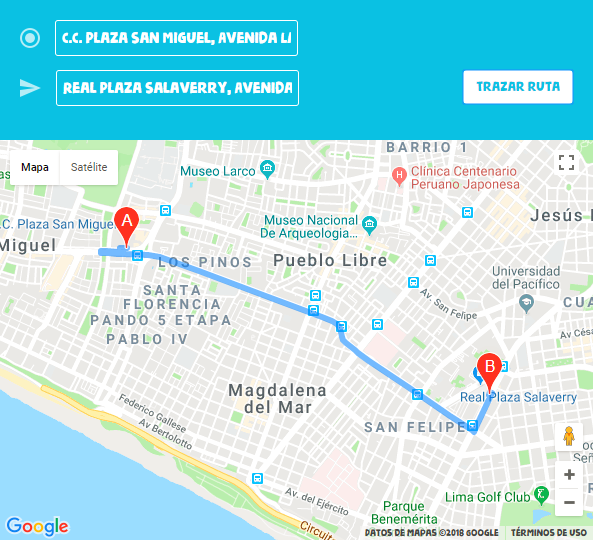 C.C. PLAZA SAN MIGUEL, AVENIDA LA
REAL PLAZA SALAVERRY, AVENIDA
TRAZAR RUTA
Mapa
Satélite
BARRIO 1
Museo Larco
Clínica Centenario
Peruano Japonesa
A
.C. Plaza San Miguel
Miguel
Museo Nacional
De Arqueologia...
Jesús
LOS PINOS
Pueblo Libre
Universidad
del Pacífico
SANTA
FLORENCIA
PANDO 5 ETAPA
PABLO IV
Av. San Felipe
CUA
Av. Cés
B
Real Plaza Salaverry
Magdalena
del Mar
Federico Gallese
Av Bertolotto
SAN FELIPE
Av. del Ejército
Lima Golf Club
Parque
Benemérita
Circuito
Google
DATOS DE MAPAS ©2018 GOOGLE
TÉRMINOS DE USO